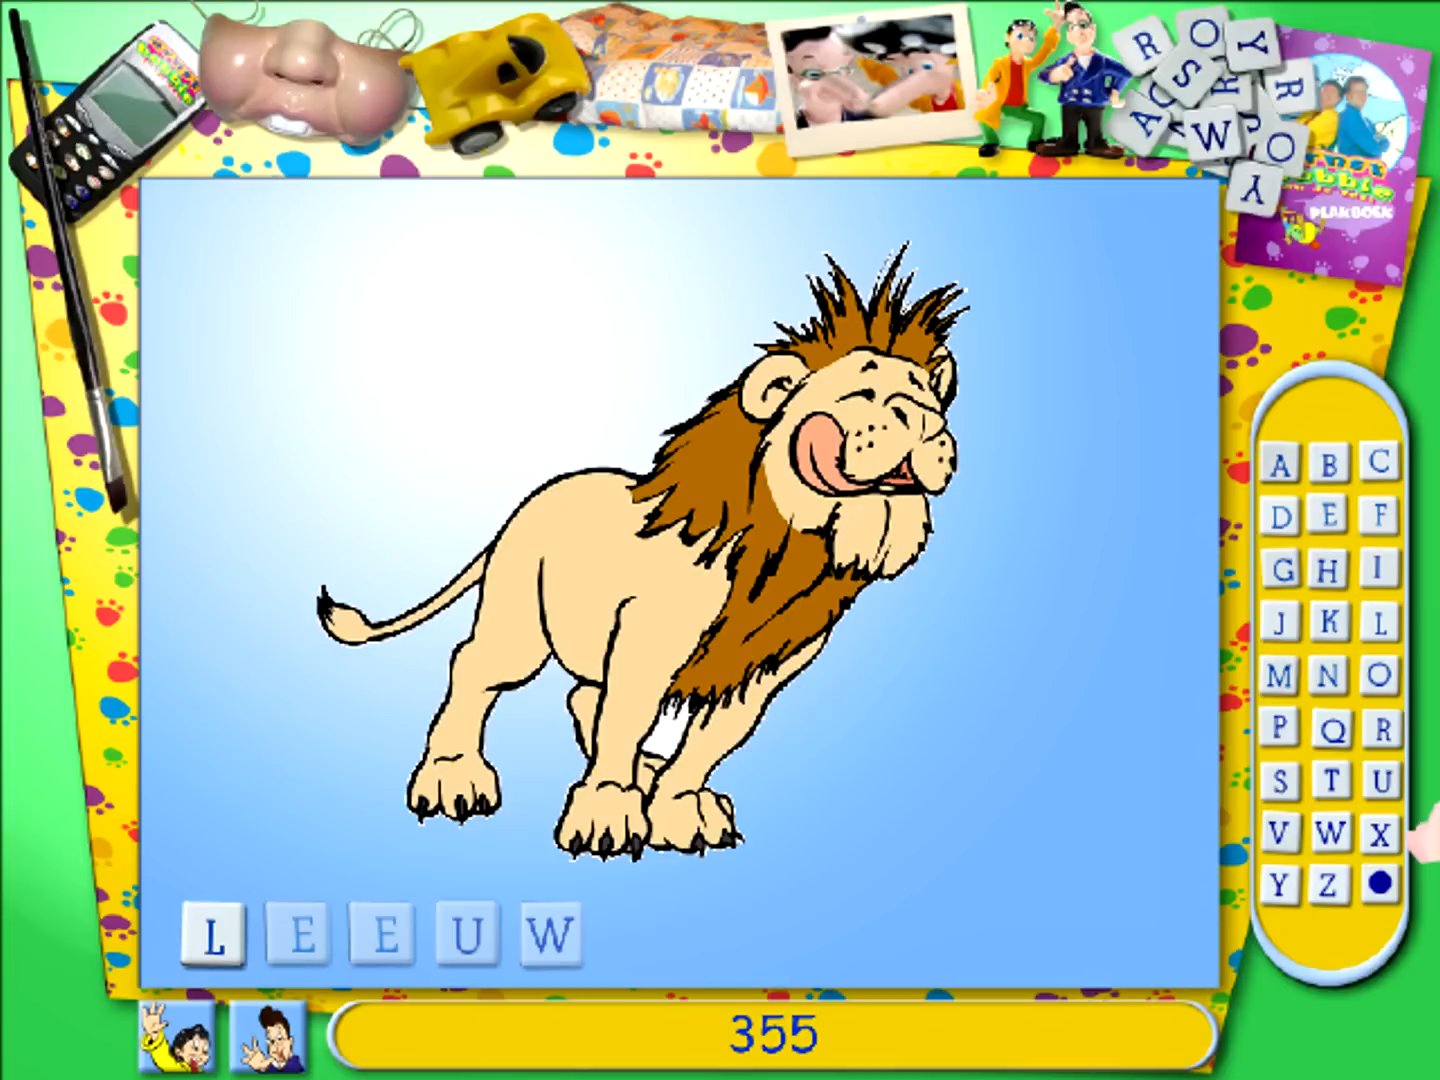 R O Y
S R R
A W O
Y
PLAKBOEK
A B C
D E F
G H I
J K L
M N O
P Q R
S T U
V W X
Y Z
L E E U W
355